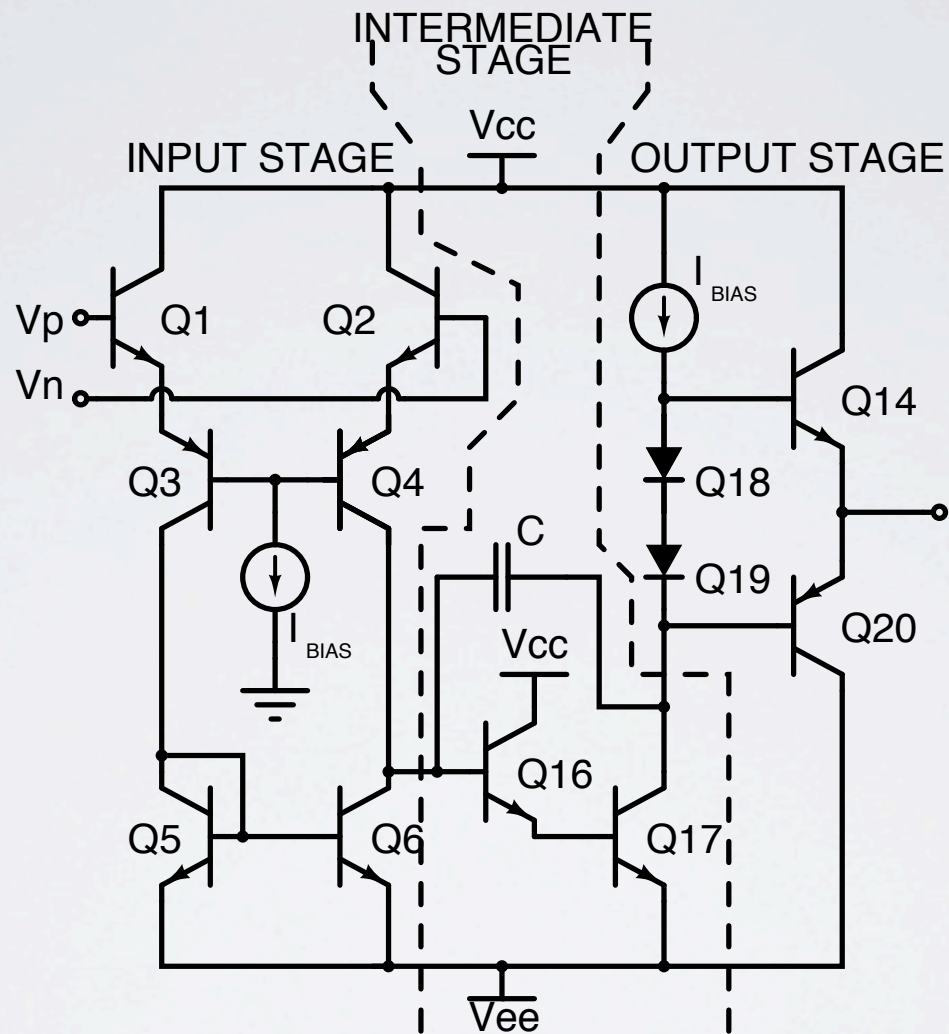 INTERMEDIATE
STAGE
Vcc
INPUT STAGE
OUTPUT STAGE
I BIAS
Vp
Q1
Q2
Vn
Q14
Q3
Q4
Q18
C
Q19
I BIAS
Vcc
Q20
Q16
Q5
Q6
Q17
Vee